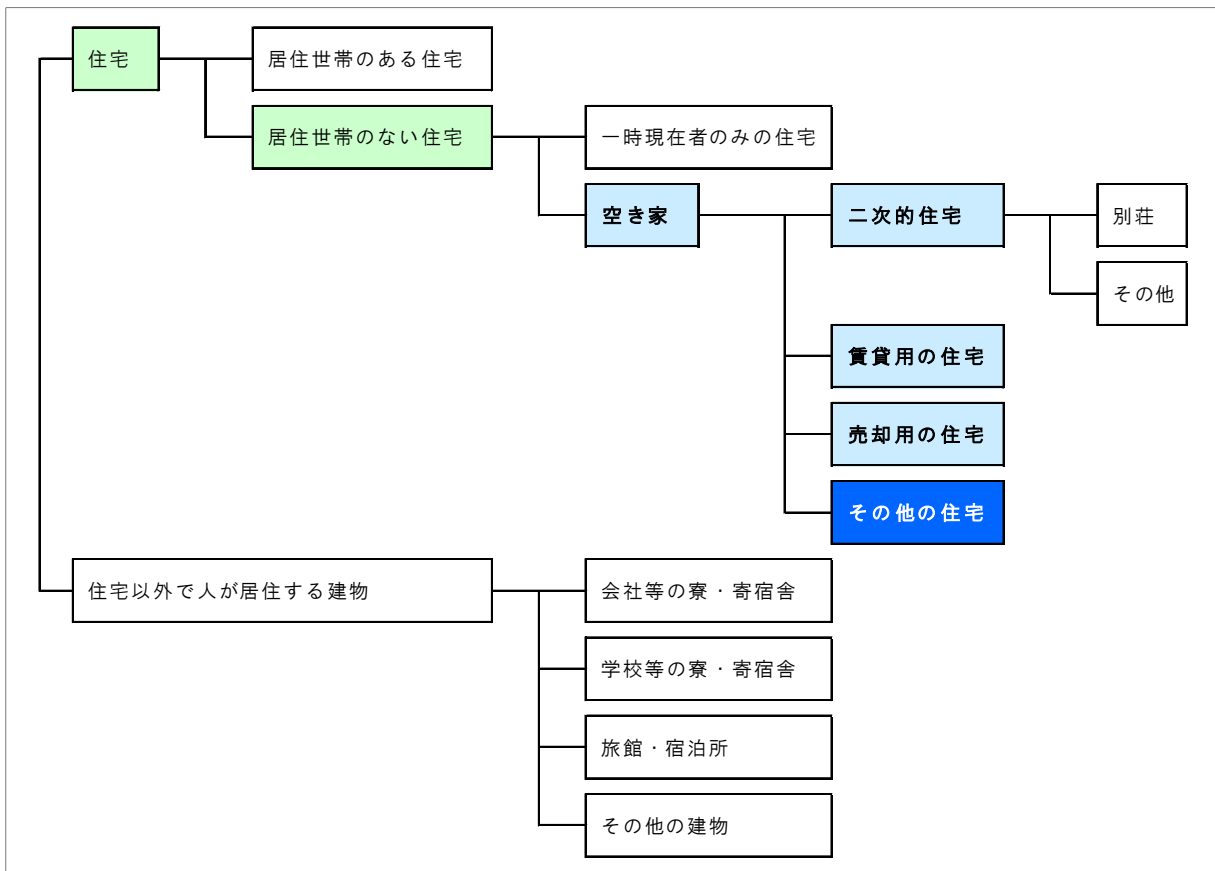 住宅
居住世帯のある住宅
居住世帯のない住宅
一時現在者のみの住宅
空き家
二次的住宅
別荘
その他
賃貸用の住宅
売却用の住宅
その他の住宅
住宅以外で人が居住する建物
会社等の寮・寄宿舎
学校等の寮・寄宿舎
旅館・宿泊所
その他の建物